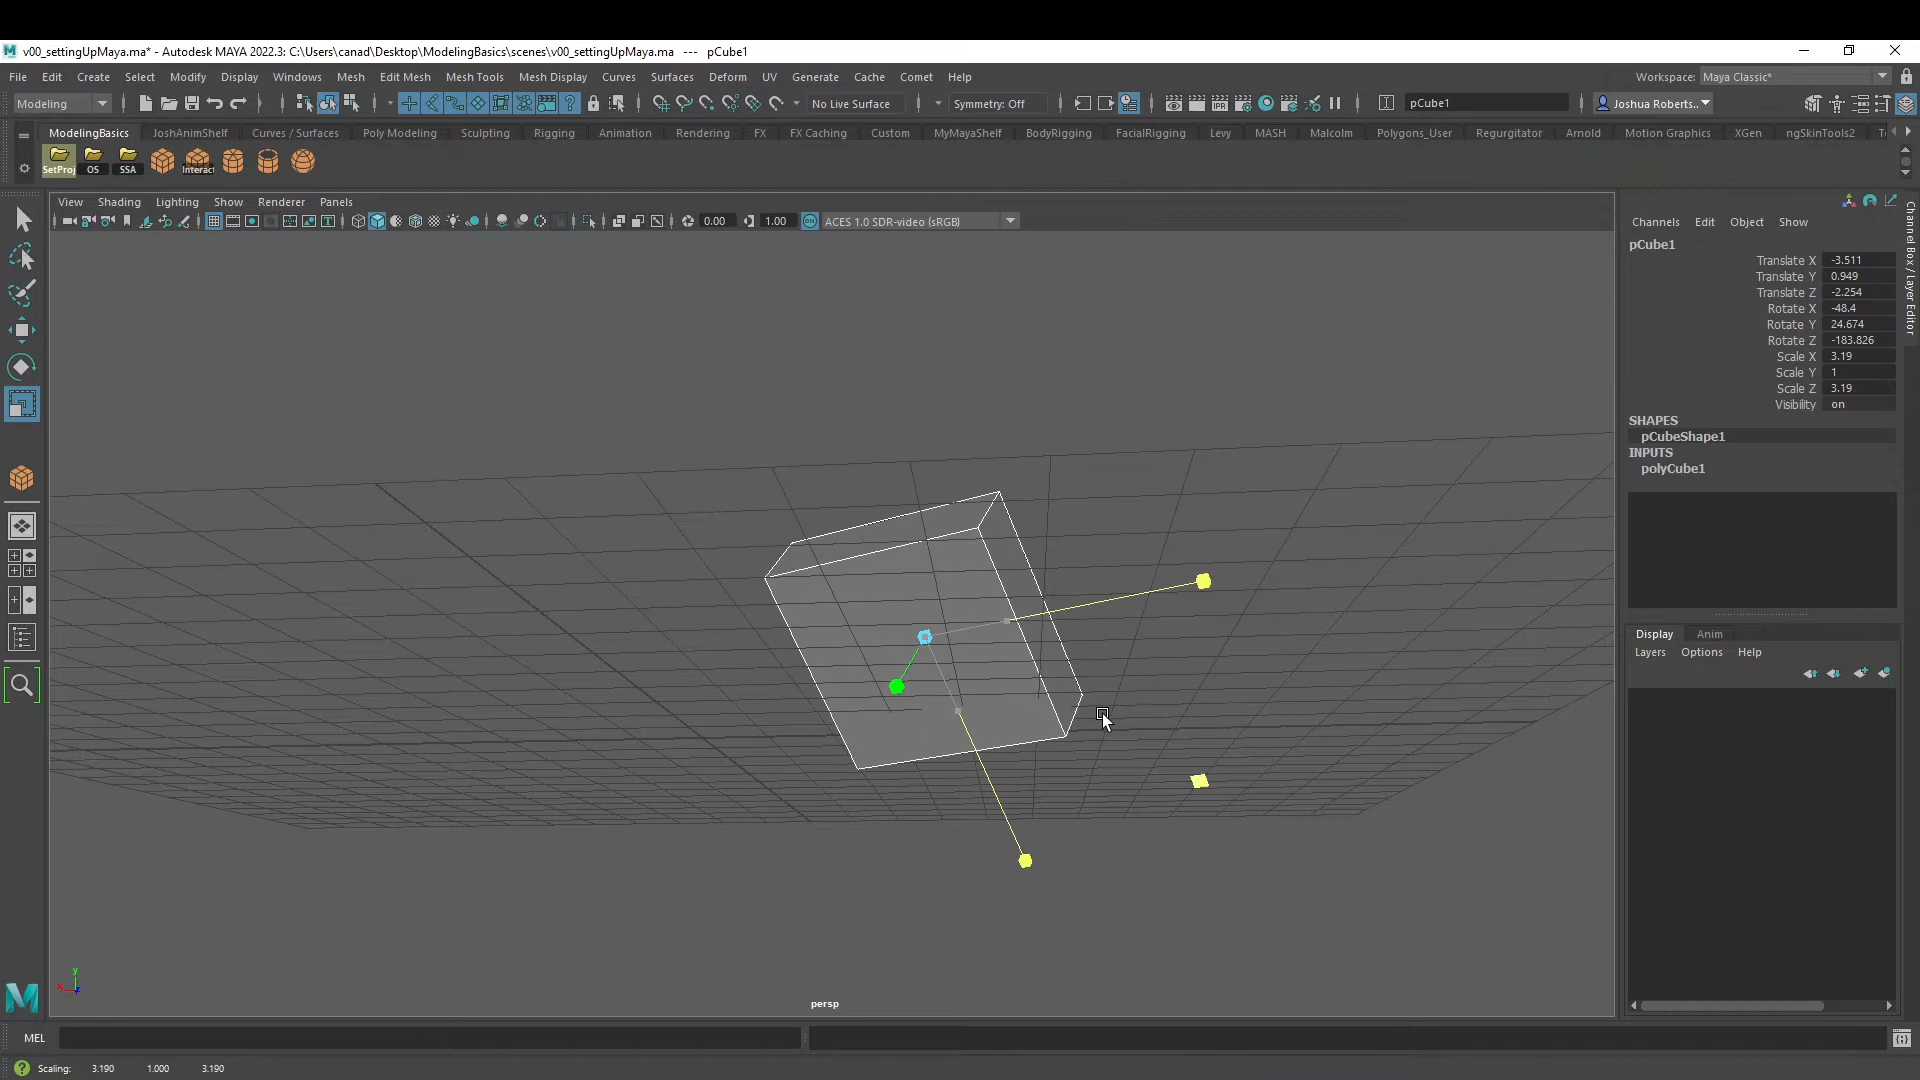 v00_settingUpMaya.ma* - Autodesk MAYA 2022.3: C:\Users\canad\Desktop\ModelingBasics\scenes\v00_settingUpMaya.ma --- pCube1
File Edit Create Select Modify Display Windows Mesh Edit Mesh Mesh Tools Mesh Display Curves Surfaces Deform UV Generate Cache Comet Help
Workspace: Maya Classic*
Modeling No Live Surface Symmetry: Off pCube1 Joshua Roberts..
ModelingBasics JoshAnimShelf Curves / Surfaces Poly Modeling Sculpting Rigging Animation Rendering FX FX Caching Custom MyMayaShelf BodyRigging FacialRigging Levy MASH Malcolm Polygons_User Regurgitator Arnold Motion Graphics XGen ngSkinTools2
SetProj OS SSA Interact
View Shading Lighting Show Renderer Panels
0.00 1.00 ACES 1.0 SDR-video (sRGB)
Channels Edit Object Show
pCube1
Translate X -3.511
Translate Y 0.949
Translate Z -2.254
Rotate X -48.4
Rotate Y 24.674
Rotate Z -183.826
Scale X 3.19
Scale Y 1
Scale Z 3.19
Visibility on
SHAPES
pCubeShape1
INPUTS
polyCube1
Channel Box / Layer Editor
Display Anim
Layers Options Help
y
x
persp
MEL
Scaling: 3.190 1.000 3.190